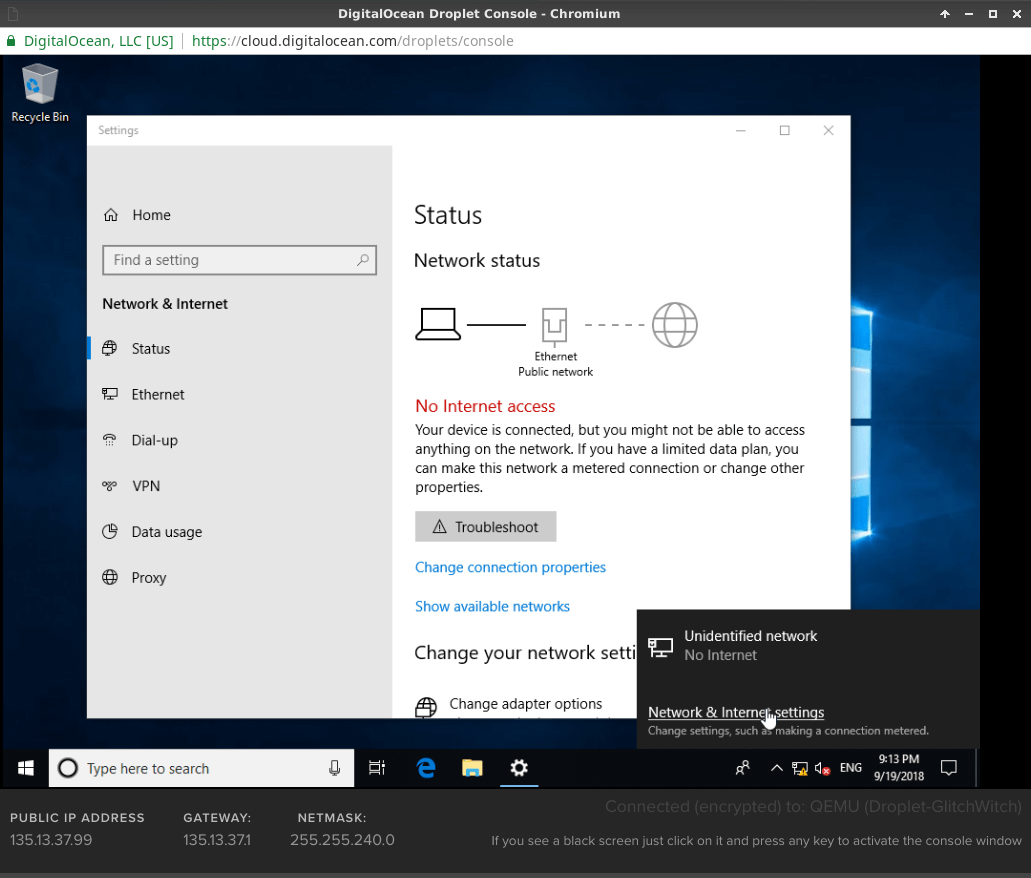 DigitalOcean Droplet Console - Chromium
DigitalOcean, LLC [US] https://cloud.digitalocean.com/droplets/console
Recycle Bin
Settings
Home
Find a setting
Network & Internet
Status
Ethernet
Dial-up
VPN
Data usage
Proxy
Status
Network status
Ethernet
Public network
No Internet access
Your device is connected, but you might not be able to access
anything on the network. If you have a limited data plan, you
can make this network a metered connection or change other
properties.
Troubleshoot
Change connection properties
Show available networks
Change your network setti
Change adapter options
Unidentified network
No Internet
Network & Internet settings
Change settings, such as making a connection metered.
Type here to search
ENG
9:13 PM
9/19/2018
Connected (encrypted) to: QEMU (Droplet-GlitchWitch)
PUBLIC IP ADDRESS GATEWAY: NETMASK:
135.13.37.99 135.13.37.1 255.255.240.0
If you see a black screen just click on it and press any key to activate the console window